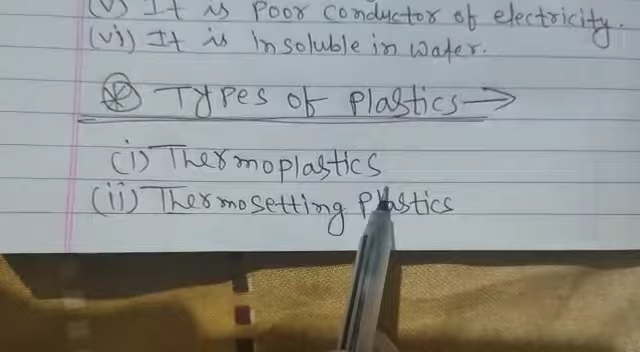 (v) It is Poor conductor of electricity.
(vi) It is Insoluble in water.
Types of Plastics→
(i) Thermoplastics
(ii) Thermosetting Plastics